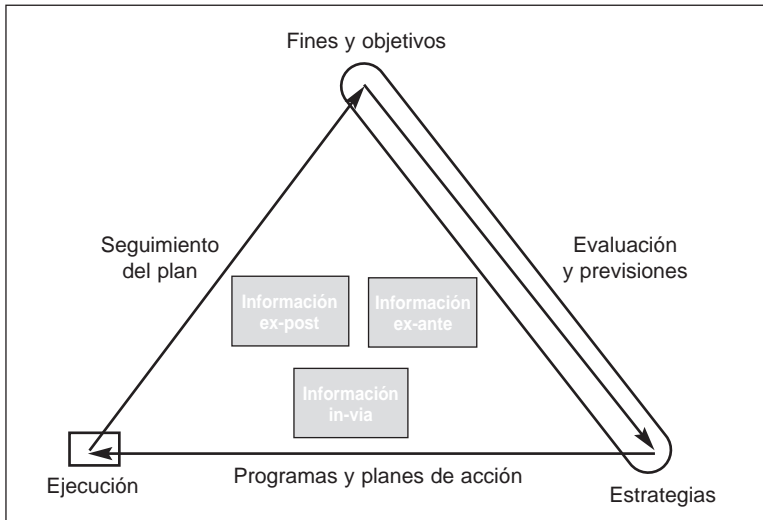 Fines y objetivos
Seguimiento
del plan
Evaluación
y previsiones
Información
ex-post
Información
ex-ante
Información
in-via
Ejecución
Programas y planes de acción
Estrategias